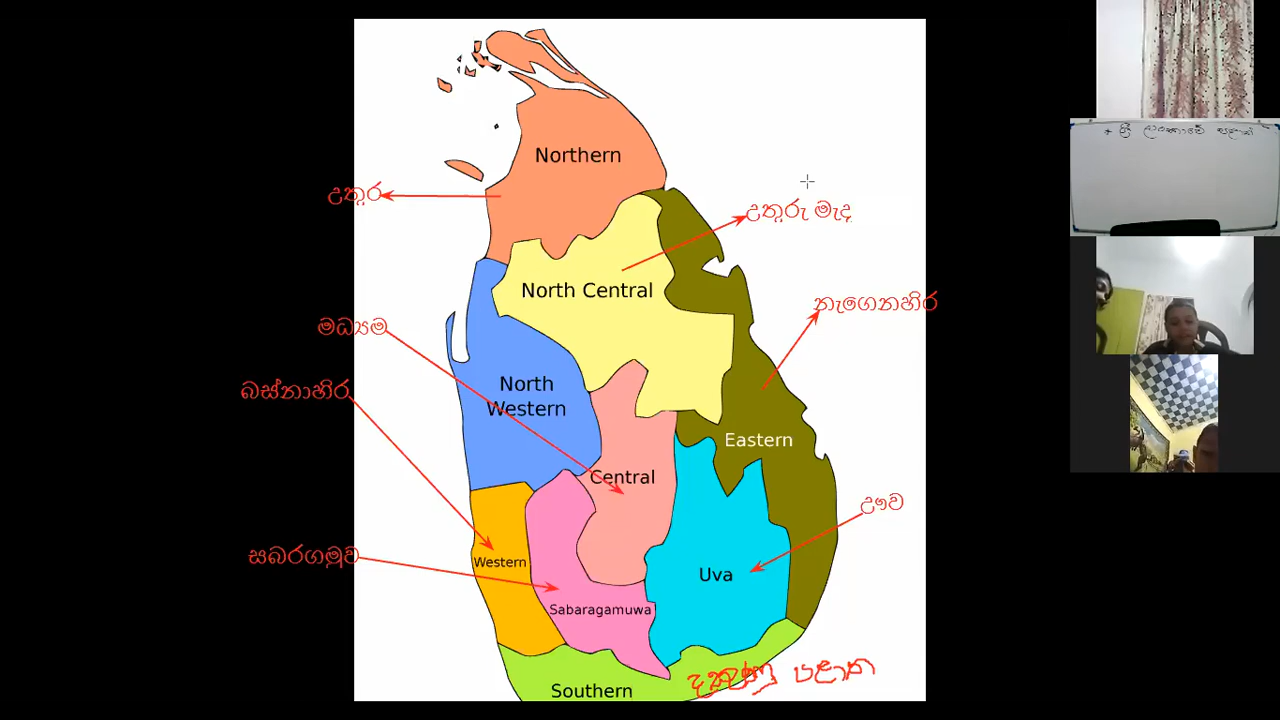 + ශ්‍රී ලංකාවේ පළාත්
Northern
උතුර
උතුරු මැද
North Central
නැගෙනහිර
මධ්‍යම
බස්නාහිර
North
Western
Eastern
Central
ඌව
සබරගමුව
Western
Uva
Sabaragamuwa
දකුණු පළාත
Southern